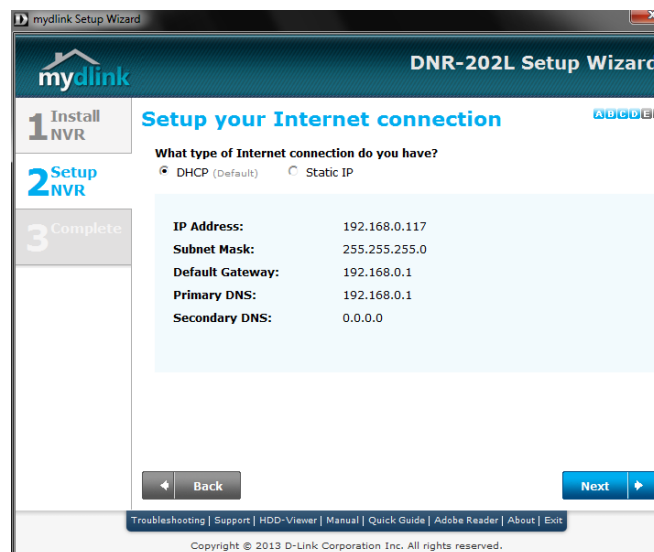 mydlink Setup Wizard
mydlink
DNR-202L Setup Wizard
1 Install NVR
2 Setup NVR
3 Complete
Setup your Internet connection
A B C D E
What type of Internet connection do you have?
DHCP (Default) Static IP
IP Address: 192.168.0.117
Subnet Mask: 255.255.255.0
Default Gateway: 192.168.0.1
Primary DNS: 192.168.0.1
Secondary DNS: 0.0.0.0
Back
Next
Troubleshooting | Support | HDD-Viewer | Manual | Quick Guide | Adobe Reader | About | Exit
Copyright © 2013 D-Link Corporation Inc. All rights reserved.